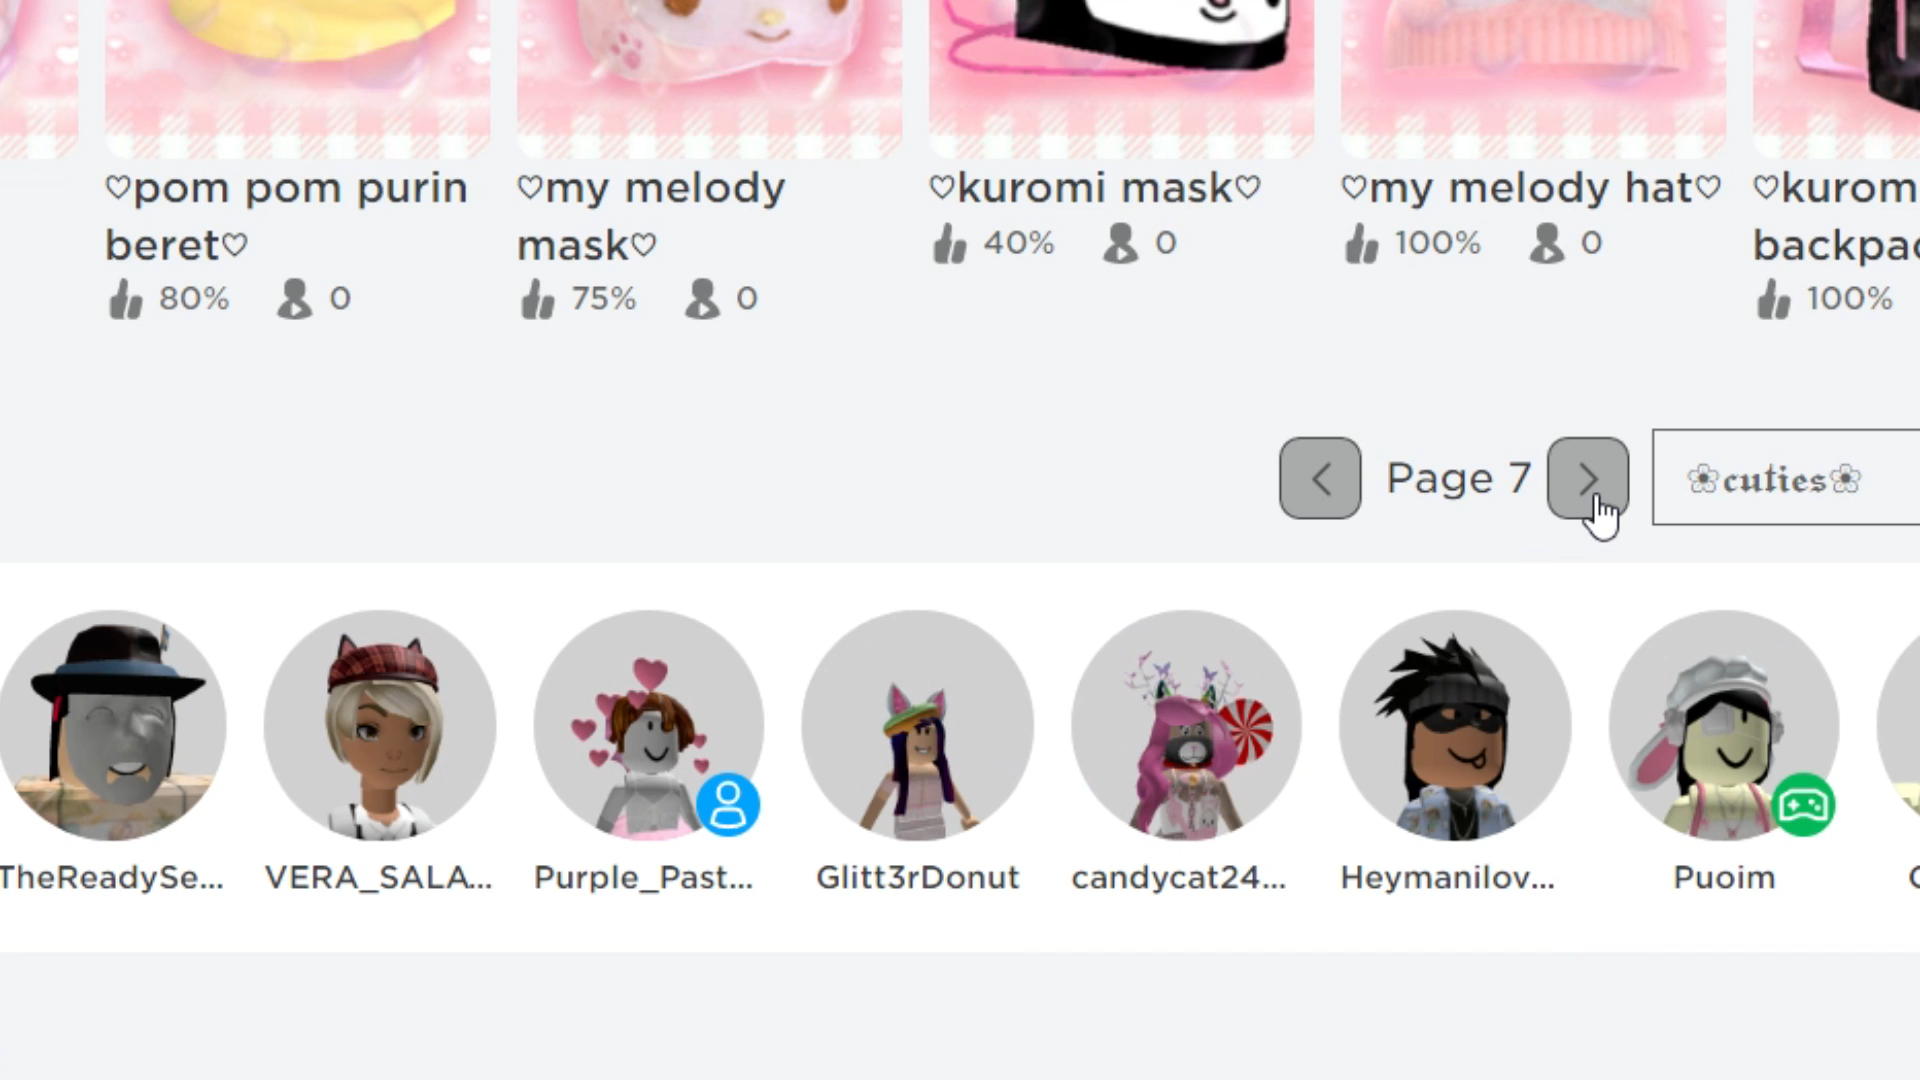 ♡pom pom purin
beret♡
80% 0
♡my melody
mask♡
75% 0
♡kuromi mask♡
40% 0
♡my melody hat♡
100% 0
♡kurom
backpac
100%
Page 7
❀cuties❀
TheReadySe...
VERA_SALA...
Purple_Past...
Glitt3rDonut
candycat24...
Heymanilov...
Puoim